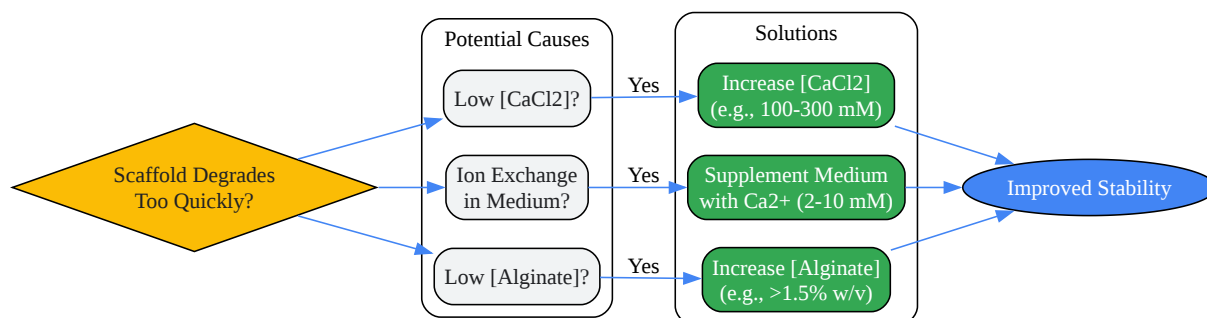 Potential Causes
Solutions
Scaffold Degrades
Too Quickly?
Low [CaCl2]?
Yes
Increase [CaCl2]
(e.g., 100-300 mM)
Ion Exchange
in Medium?
Yes
Supplement Medium
with Ca2+ (2-10 mM)
Low [Alginate]?
Yes
Increase [Alginate]
(e.g., >1.5% w/v)
Improved Stability